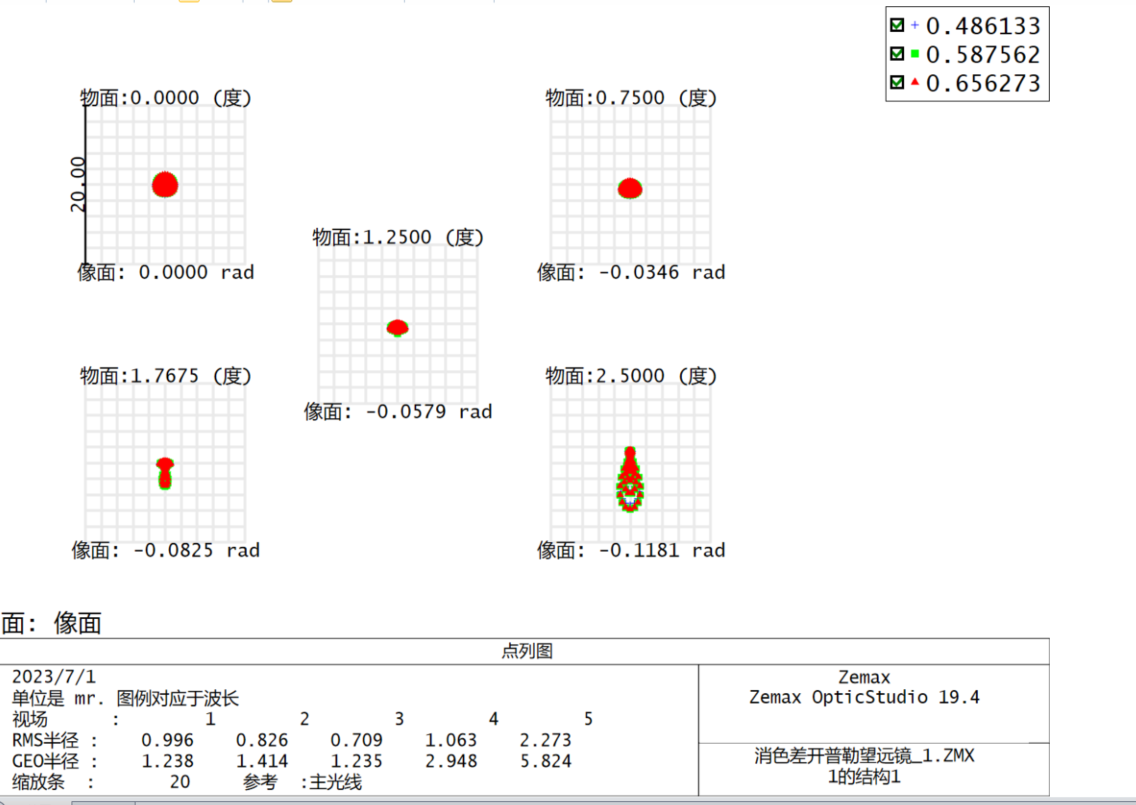 0.486133
0.587562
0.656273
物面:0.0000 (度)
20.00
像面: 0.0000 rad
物面:0.7500 (度)
像面: -0.0346 rad
物面:1.2500 (度)
像面: -0.0579 rad
物面:1.7675 (度)
像面: -0.0825 rad
物面:2.5000 (度)
像面: -0.1181 rad
面: 像面
点列图
2023/7/1
单位是 mr. 图例对应于波长
视场 : 1 2 3 4 5
RMS半径 : 0.996 0.826 0.709 1.063 2.273
GEO半径 : 1.238 1.414 1.235 2.948 5.824
缩放条 : 20 参考 :主光线
Zemax
Zemax OpticStudio 19.4
消色差开普勒望远镜_1.ZMX
1的结构1